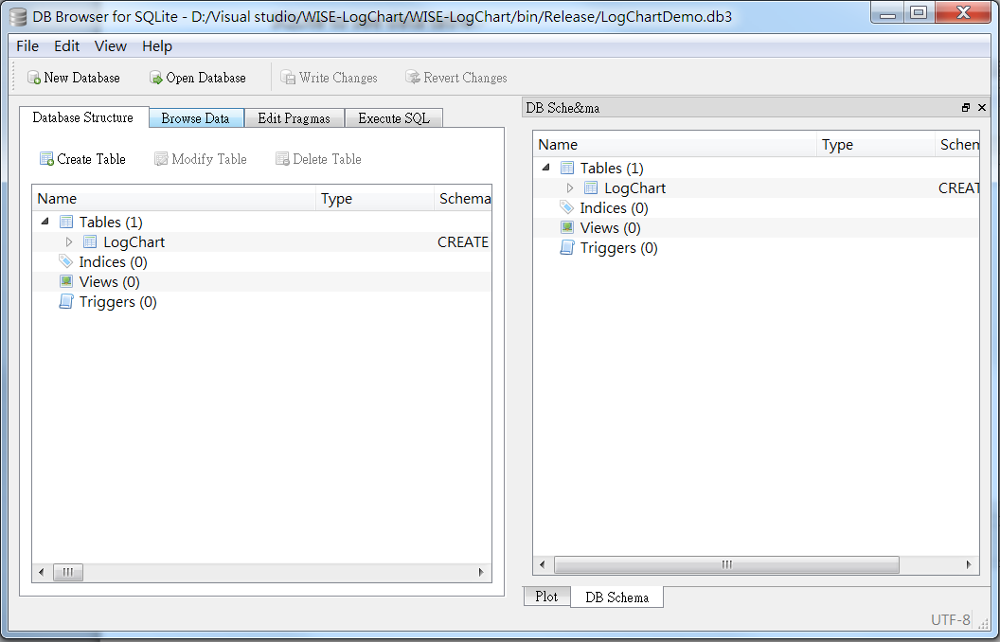 DB Browser for SQLite - D:/Visual studio/WISE-LogChart/WISE-LogChart/bin/Release/LogChartDemo.db3
File Edit View Help
New Database Open Database Write Changes Revert Changes
Database Structure Browse Data Edit Pragmas Execute SQL
Create Table Modify Table Delete Table
Name Type Schema
Tables (1)
LogChart CREATE
Indices (0)
Views (0)
Triggers (0)
DB Sche&ma
Name Type Schem
Tables (1)
LogChart CREAT
Indices (0)
Views (0)
Triggers (0)
Plot DB Schema
UTF-8